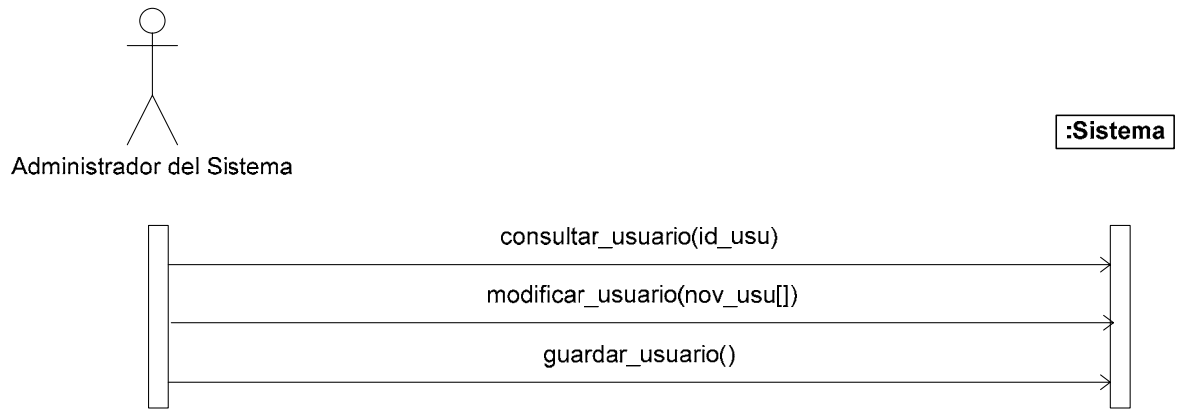 :Sistema
Administrador del Sistema
consultar_usuario(id_usu)
modificar_usuario(nov_usu[])
guardar_usuario()